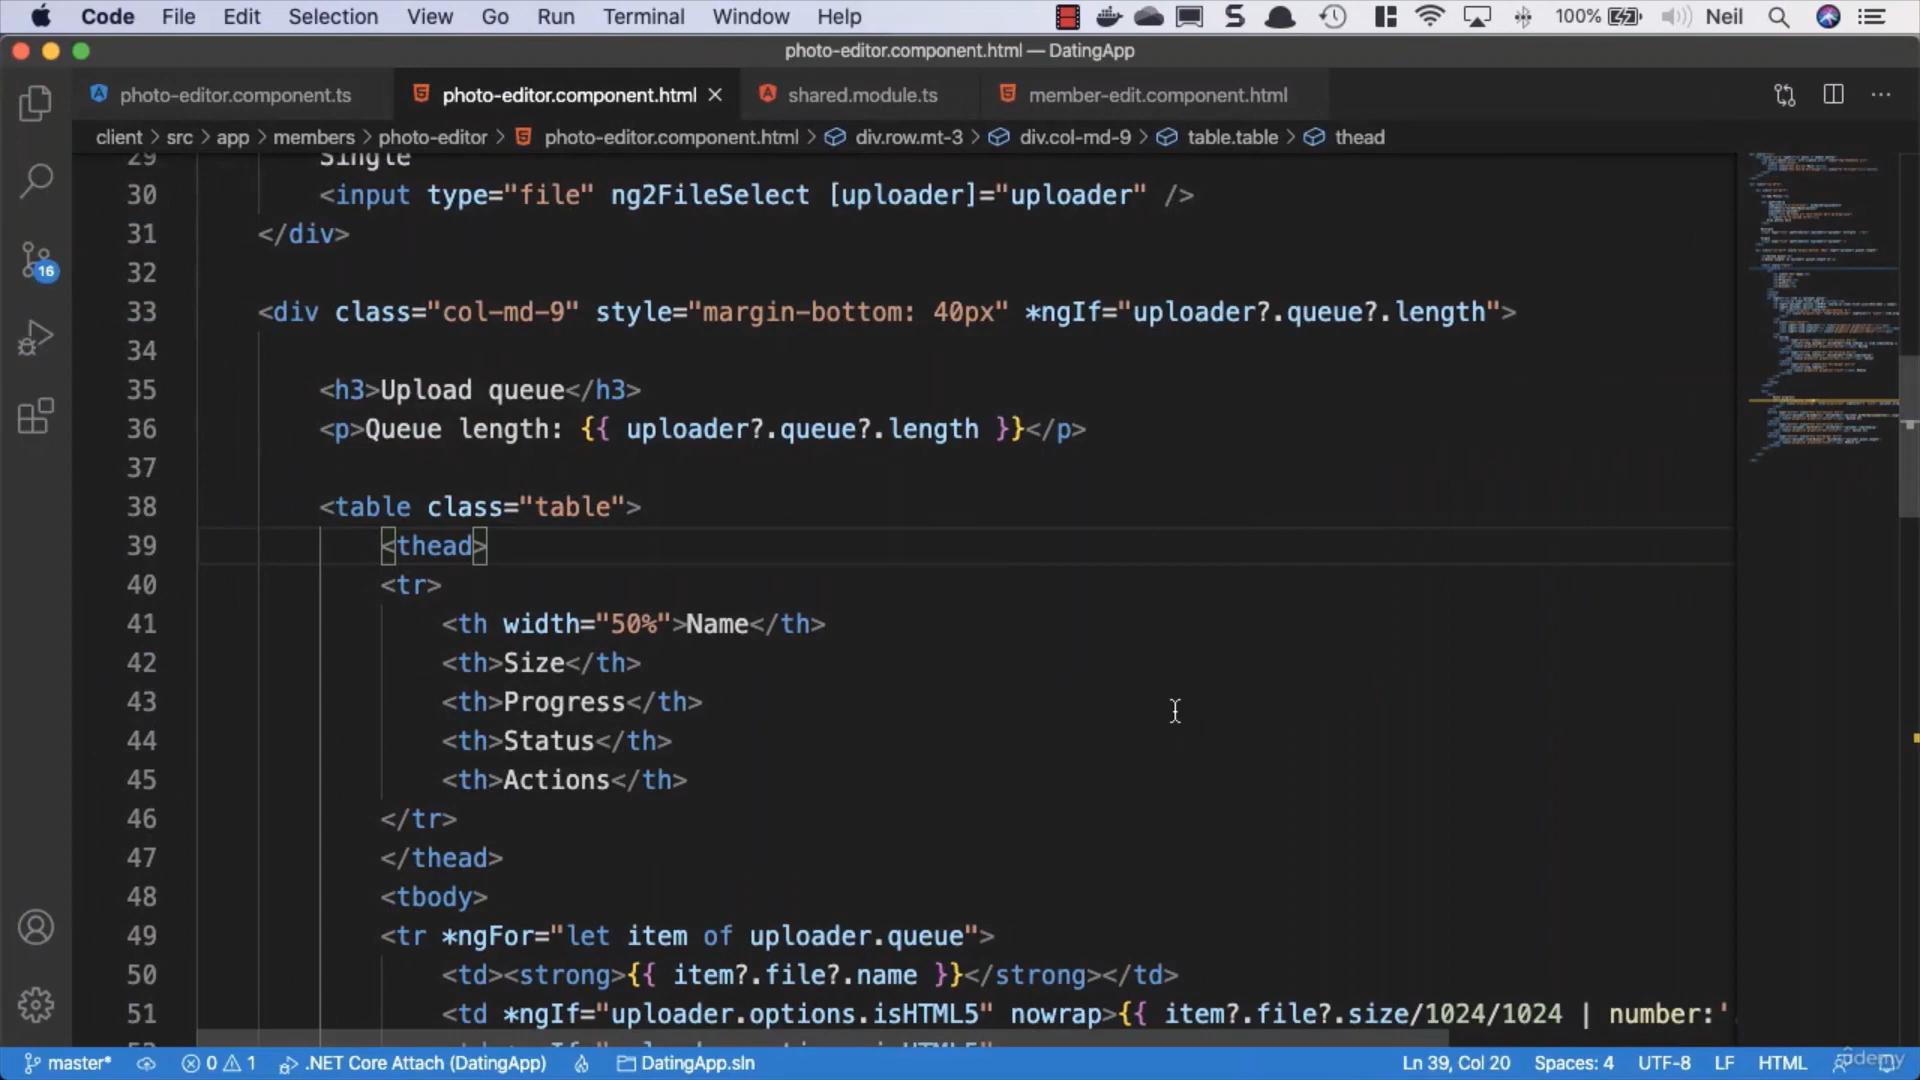 Code File Edit Selection View Go Run Terminal Window Help 100% Neil
photo-editor.component.html — DatingApp
photo-editor.component.ts photo-editor.component.html shared.module.ts member-edit.component.html
client > src > app > members > photo-editor > photo-editor.component.html > div.row.mt-3 > div.col-md-9 > table.table > thead
29 Single
30 <input type="file" ng2FileSelect [uploader]="uploader" />
31 </div>
32
33 <div class="col-md-9" style="margin-bottom: 40px" *ngIf="uploader?.queue?.length">
34
35 <h3>Upload queue</h3>
36 <p>Queue length: {{ uploader?.queue?.length }}</p>
37
38 <table class="table">
39 <thead>
40 <tr>
41 <th width="50%">Name</th>
42 <th>Size</th>
43 <th>Progress</th>
44 <th>Status</th>
45 <th>Actions</th>
46 </tr>
47 </thead>
48 <tbody>
49 <tr *ngFor="let item of uploader.queue">
50 <td><strong>{{ item?.file?.name }}</strong></td>
51 <td *ngIf="uploader.options.isHTML5" nowrap>{{ item?.file?.size/1024/1024 | number:'
16
master* 0 1 .NET Core Attach (DatingApp) DatingApp.sln Ln 39, Col 20 Spaces: 4 UTF-8 LF HTML
udemy